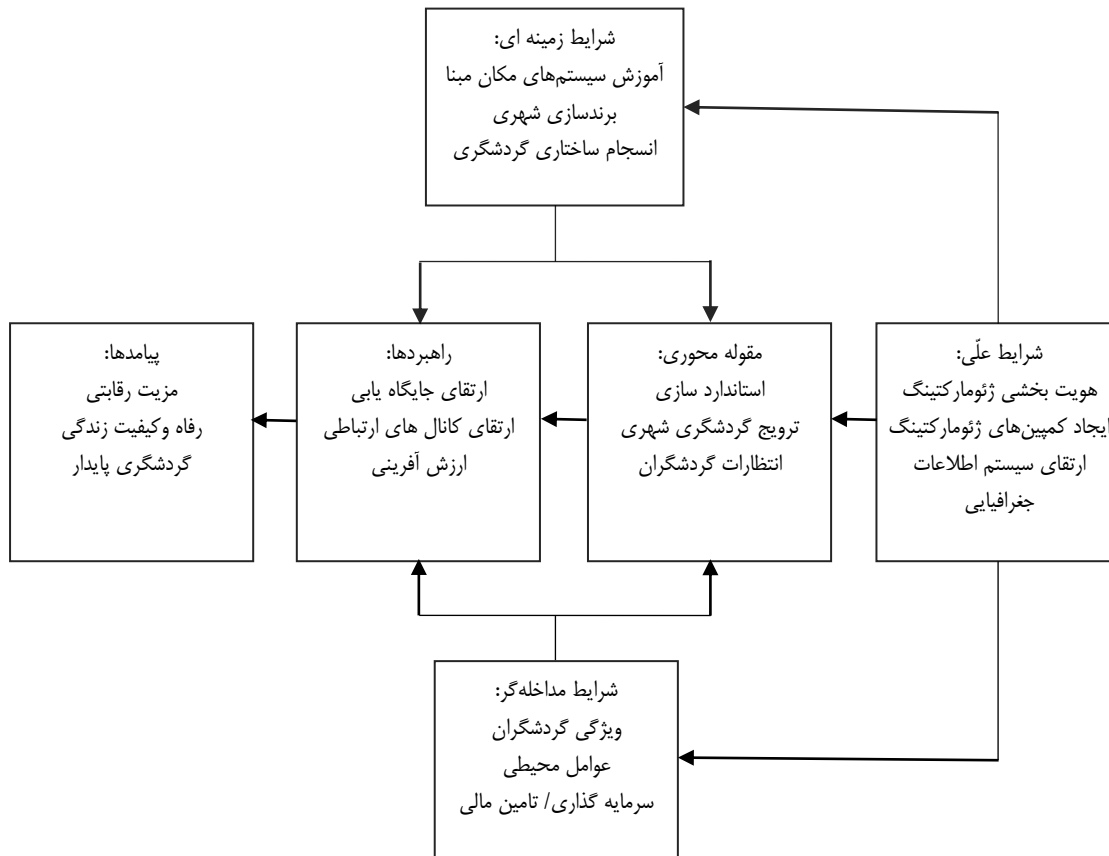 شرایط زمینه ای:
آموزش سیستم‌های مکان مبنا
برندسازی شهری
انسجام ساختاری گردشگری
شرایط علّی:
هویت بخشی ژئومارکتینگ
ایجاد کمپین‌های ژئومارکتینگ
ارتقای سیستم اطلاعات
جغرافیایی
مقوله محوری:
استاندارد سازی
ترویج گردشگری شهری
انتظارات گردشگران
راهبردها:
ارتقای جایگاه یابی
ارتقای کانال های ارتباطی
ارزش آفرینی
پیامدها:
مزیت رقابتی
رفاه وکیفیت زندگی
گردشگری پایدار
شرایط مداخله‌گر:
ویژگی گردشگران
عوامل محیطی
سرمایه گذاری/ تامین مالی